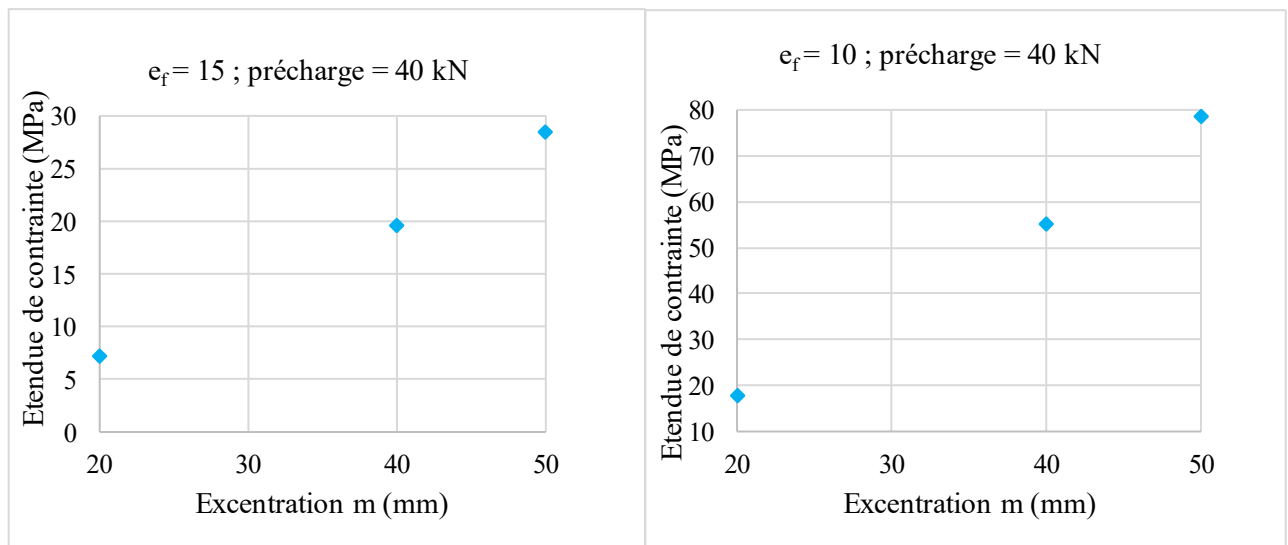 e_f = 15 ; précharge = 40 kN
Etendue de contrainte (MPa)
30
25
20
15
10
5
0
20 30 40 50
Excentration m (mm)
e_f = 10 ; précharge = 40 kN
Etendue de contrainte (MPa)
80
70
60
50
40
30
20
10
20 30 40 50
Excentration m (mm)